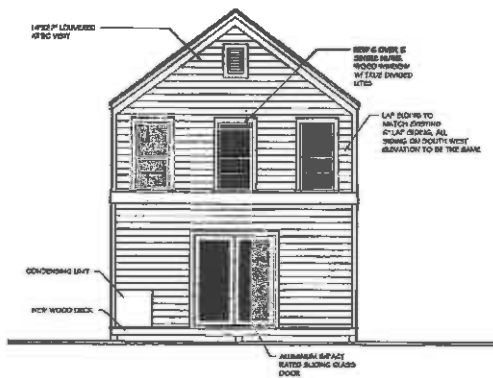 LOUVERED
ATTIC VENT
NEW 6 OVER 6
SINGLE HUNG
WOOD WINDOW
W/ TRUE DIVIDED
LITES
LAP SIDING TO
MATCH EXISTING
LAP SIDING, ALL
SIDING ON SOUTH WEST
ELEVATION TO BE THE SAME
CONDENSING UNIT
NEW WOOD DECK
ALUMINUM IMPACT
RATED SLIDING GLASS
DOOR